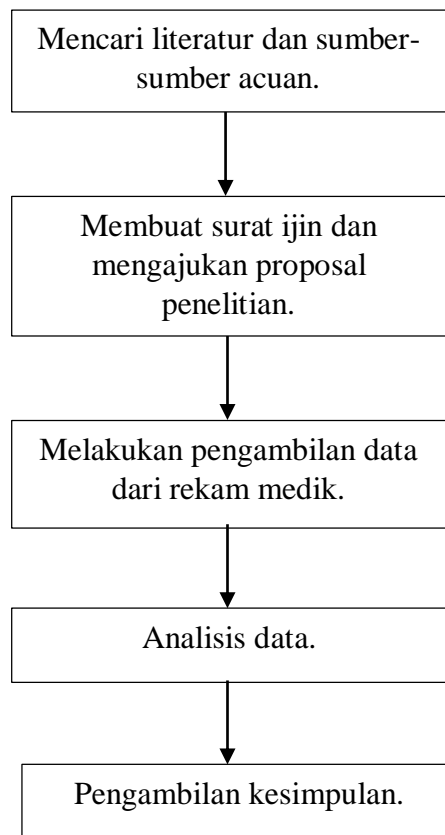 Mencari literatur dan sumber-
sumber acuan.
Membuat surat ijin dan
mengajukan proposal
penelitian.
Melakukan pengambilan data
dari rekam medik.
Analisis data.
Pengambilan kesimpulan.